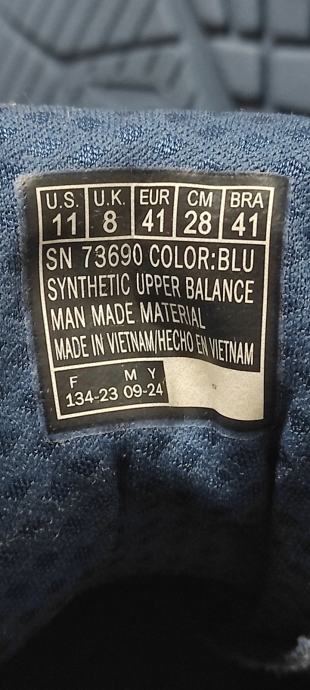 U.S. U.K. EUR CM BRA
11 8 41 28 41
SN 73690 COLOR:BLU
SYNTHETIC UPPER BALANCE
MAN MADE MATERIAL
MADE IN VIETNAM/HECHO EN VIETNAM
F M Y
134-23 09-24